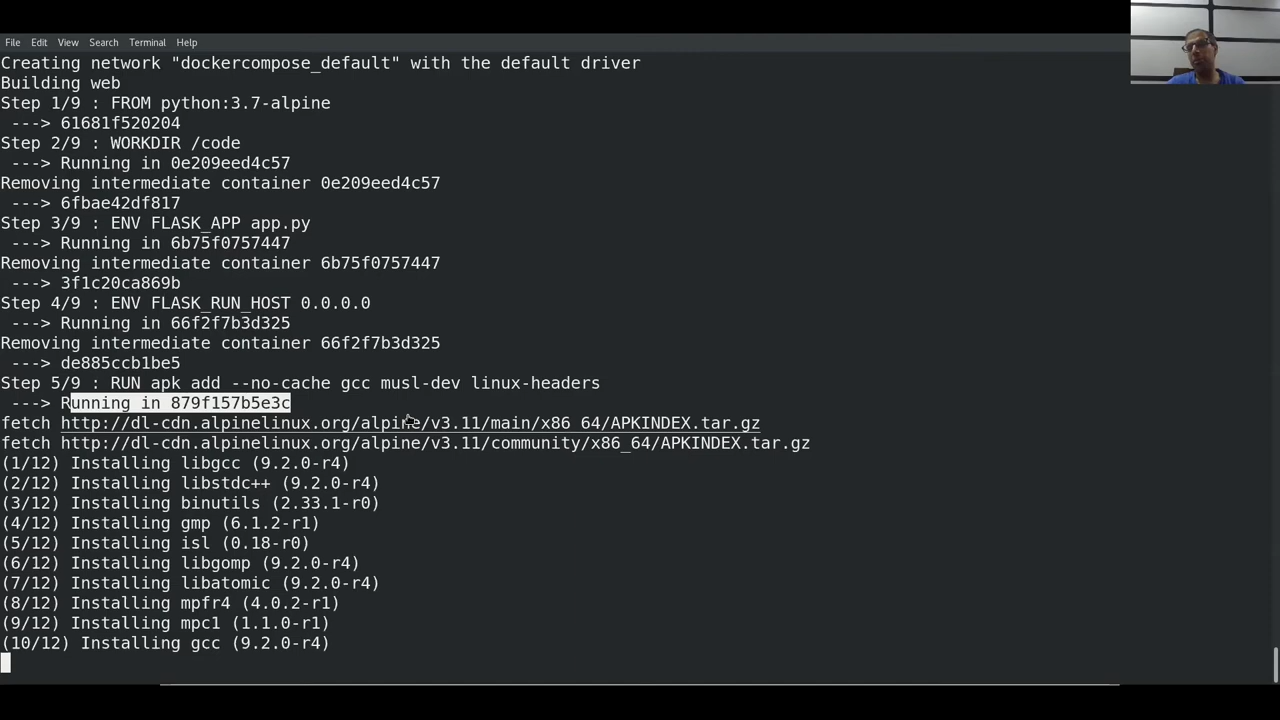 File Edit View Search Terminal Help
Creating network "dockercompose_default" with the default driver
Building web
Step 1/9 : FROM python:3.7-alpine
---> 61681f520204
Step 2/9 : WORKDIR /code
---> Running in 0e209eed4c57
Removing intermediate container 0e209eed4c57
---> 6fbae42df817
Step 3/9 : ENV FLASK_APP app.py
---> Running in 6b75f0757447
Removing intermediate container 6b75f0757447
---> 3f1c20ca869b
Step 4/9 : ENV FLASK_RUN_HOST 0.0.0.0
---> Running in 66f2f7b3d325
Removing intermediate container 66f2f7b3d325
---> de885ccb1be5
Step 5/9 : RUN apk add --no-cache gcc musl-dev linux-headers
---> Running in 879f157b5e3c
fetch http://dl-cdn.alpinelinux.org/alpine/v3.11/main/x86_64/APKINDEX.tar.gz
fetch http://dl-cdn.alpinelinux.org/alpine/v3.11/community/x86_64/APKINDEX.tar.gz
(1/12) Installing libgcc (9.2.0-r4)
(2/12) Installing libstdc++ (9.2.0-r4)
(3/12) Installing binutils (2.33.1-r0)
(4/12) Installing gmp (6.1.2-r1)
(5/12) Installing isl (0.18-r0)
(6/12) Installing libgomp (9.2.0-r4)
(7/12) Installing libatomic (9.2.0-r4)
(8/12) Installing mpfr4 (4.0.2-r1)
(9/12) Installing mpc1 (1.1.0-r1)
(10/12) Installing gcc (9.2.0-r4)